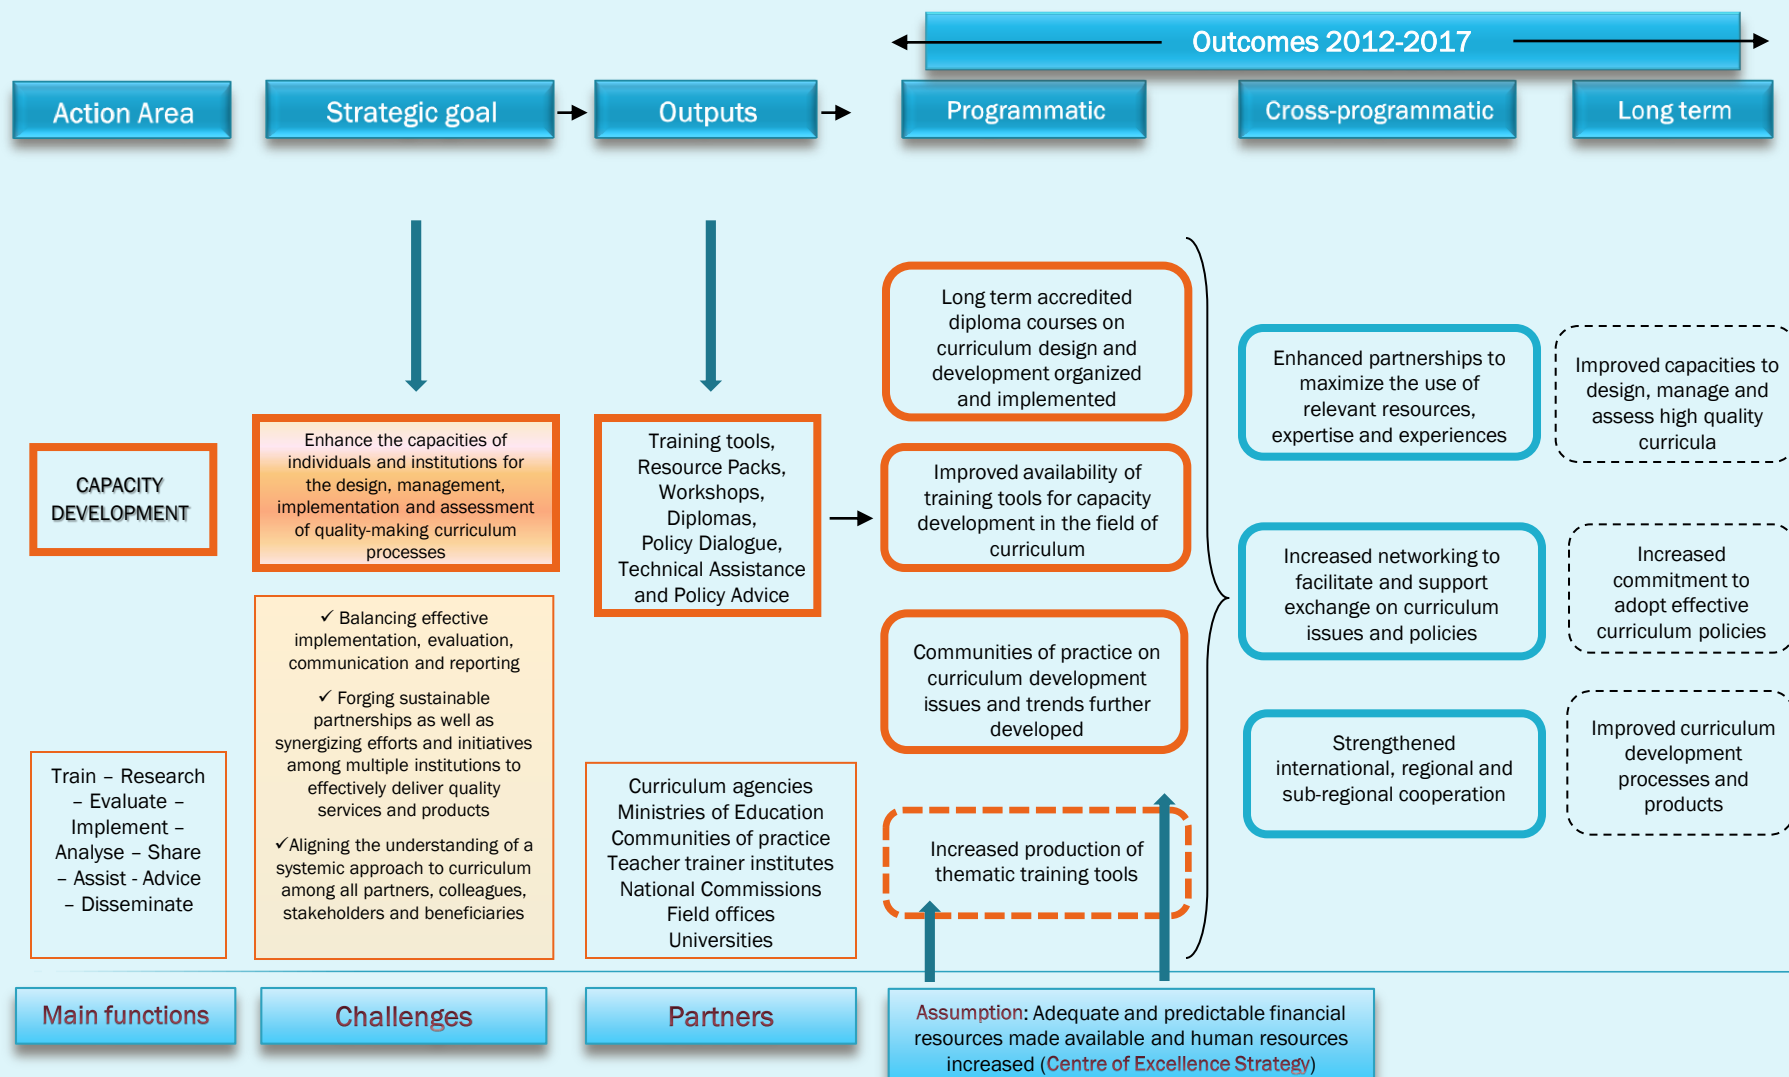 Outcomes 2012-2017
Action Area
Strategic goal
Outputs
Programmatic
Cross-programmatic
Long term
CAPACITY
DEVELOPMENT
Enhance the capacities of
individuals and institutions for
the design, management,
implementation and assessment
of quality-making curriculum
processes
Training tools,
Resource Packs,
Workshops,
Diplomas,
Policy Dialogue,
Technical Assistance
and Policy Advice
Long term accredited
diploma courses on
curriculum design and
development organized
and implemented
Improved availability of
training tools for capacity
development in the field of
curriculum
Communities of practice on
curriculum development
issues and trends further
developed
Increased production of
thematic training tools
Enhanced partnerships to
maximize the use of
relevant resources,
expertise and experiences
Increased networking to
facilitate and support
exchange on curriculum
issues and policies
Strengthened
international, regional and
sub-regional cooperation
Improved capacities to
design, manage and
assess high quality
curricula
Increased
commitment to
adopt effective
curriculum policies
Improved curriculum
development
processes and
products
Train – Research
– Evaluate –
Implement –
Analyse – Share
– Assist - Advice
– Disseminate
✓ Balancing effective
implementation, evaluation,
communication and reporting
✓ Forging sustainable
partnerships as well as
synergizing efforts and initiatives
among multiple institutions to
effectively deliver quality
services and products
✓Aligning the understanding of a
systemic approach to curriculum
among all partners, colleagues,
stakeholders and beneficiaries
Curriculum agencies
Ministries of Education
Communities of practice
Teacher trainer institutes
National Commissions
Field offices
Universities
Main functions
Challenges
Partners
Assumption: Adequate and predictable financial
resources made available and human resources
increased (Centre of Excellence Strategy)